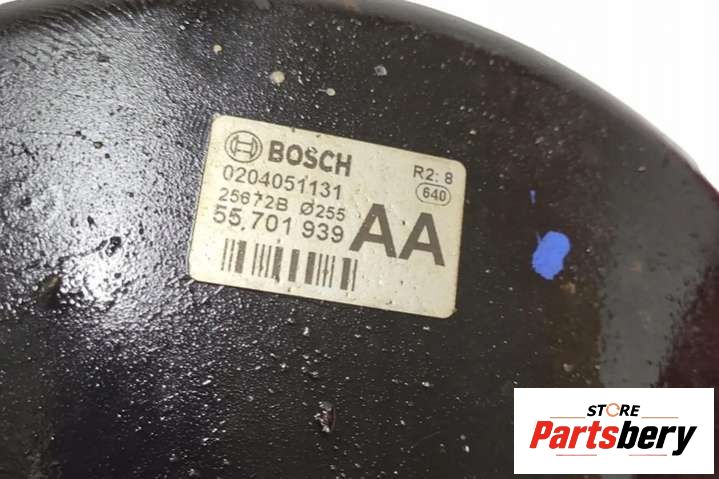 BOSCH
R2: 8
0204051131
640
25672B Ø255
55.701 939
AA
STORE
Partsbery